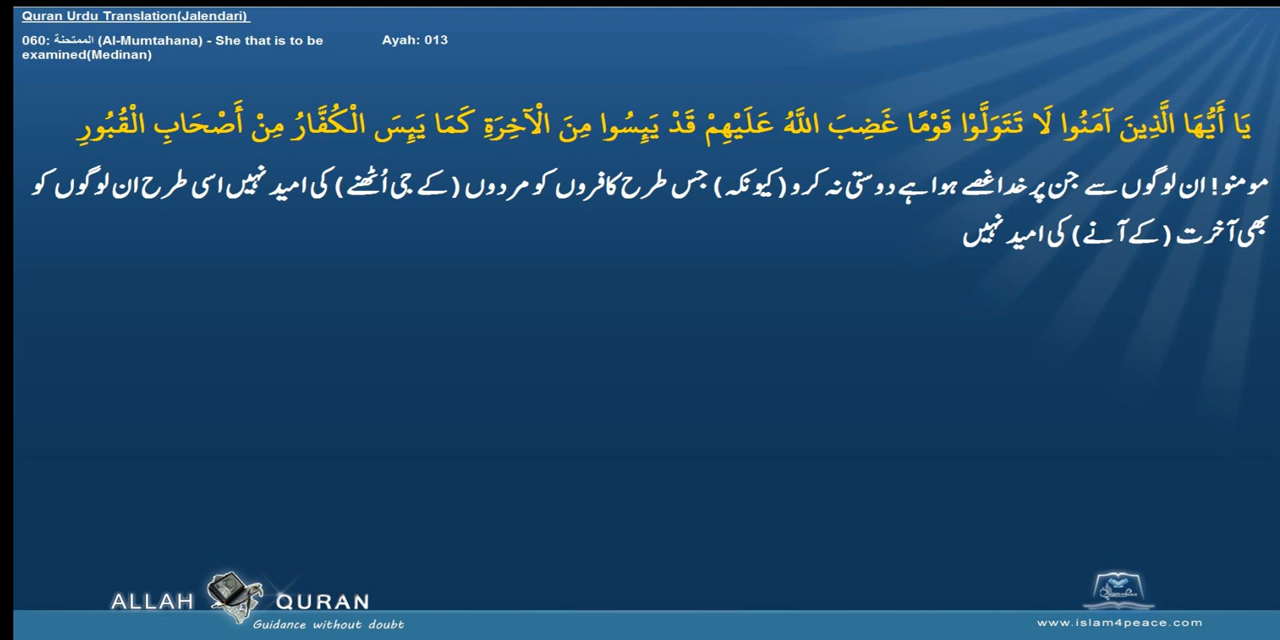 Quran Urdu Translation(Jalendari)
060: الممتحنة (Al-Mumtahana) - She that is to be
examined(Medinan)
Ayah: 013
يَا أَيُّهَا الَّذِينَ آمَنُوا لَا تَتَوَلَّوْا قَوْمًا غَضِبَ اللَّهُ عَلَيْهِمْ قَدْ يَئِسُوا مِنَ الْآخِرَةِ كَمَا يَئِسَ الْكُفَّارُ مِنْ أَصْحَابِ الْقُبُورِ
مومنو! ان لوگوں سے جن پر خدا غصے ہوا ہے دوستی نہ کرو (کیونکہ) جس طرح کافروں کو مردوں (کے جی اُٹھنے) کی امید نہیں اسی طرح ان لوگوں کو
بھی آخرت (کے آنے) کی امید نہیں
ALLAH QURAN
Guidance without doubt
www.islam4peace.com